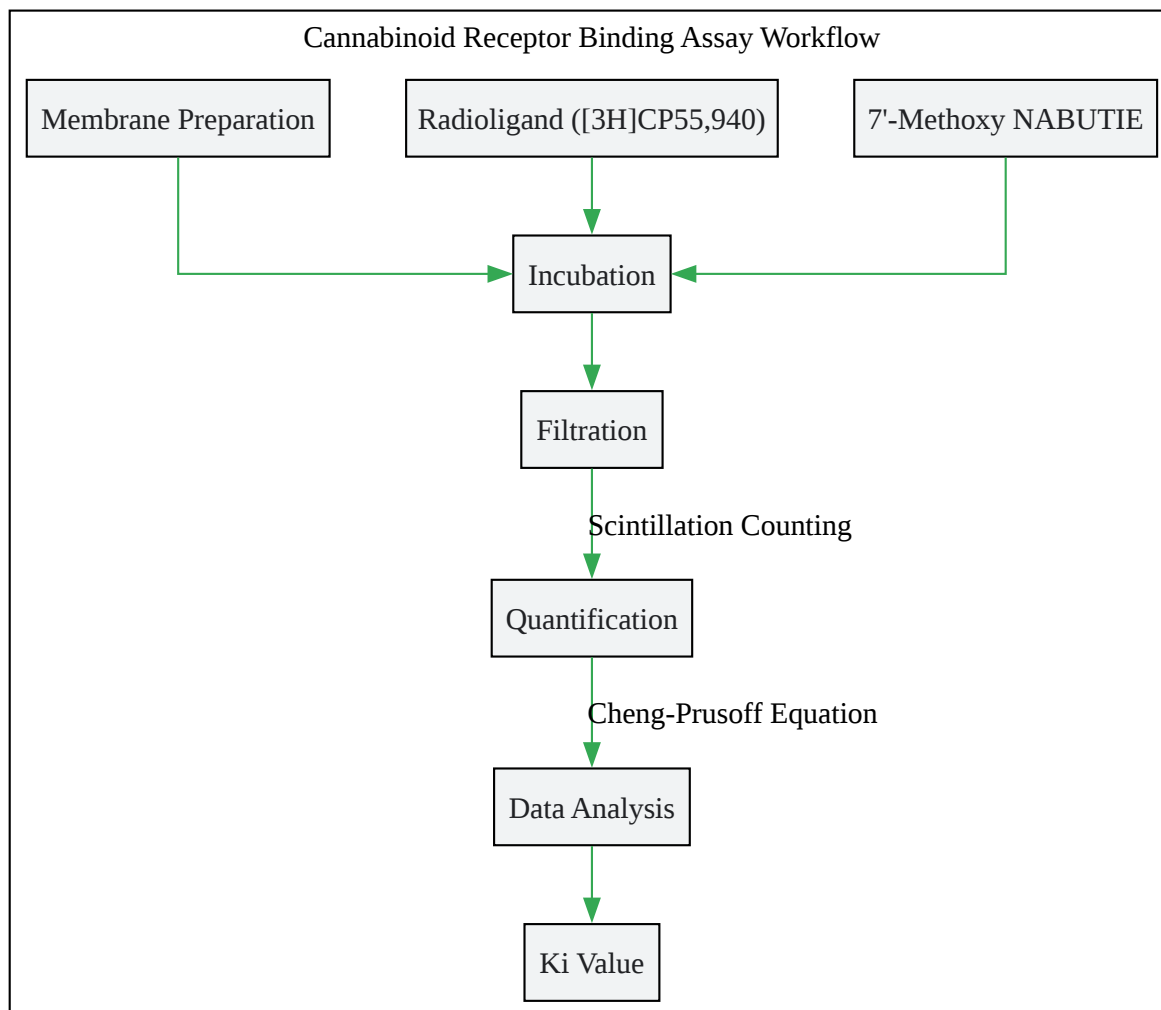 Cannabinoid Receptor Binding Assay Workflow
Membrane Preparation
Radioligand ([3H]CP55,940)
7'-Methoxy NABUTIE
Incubation
Filtration
Scintillation Counting
Quantification
Cheng-Prusoff Equation
Data Analysis
Ki Value